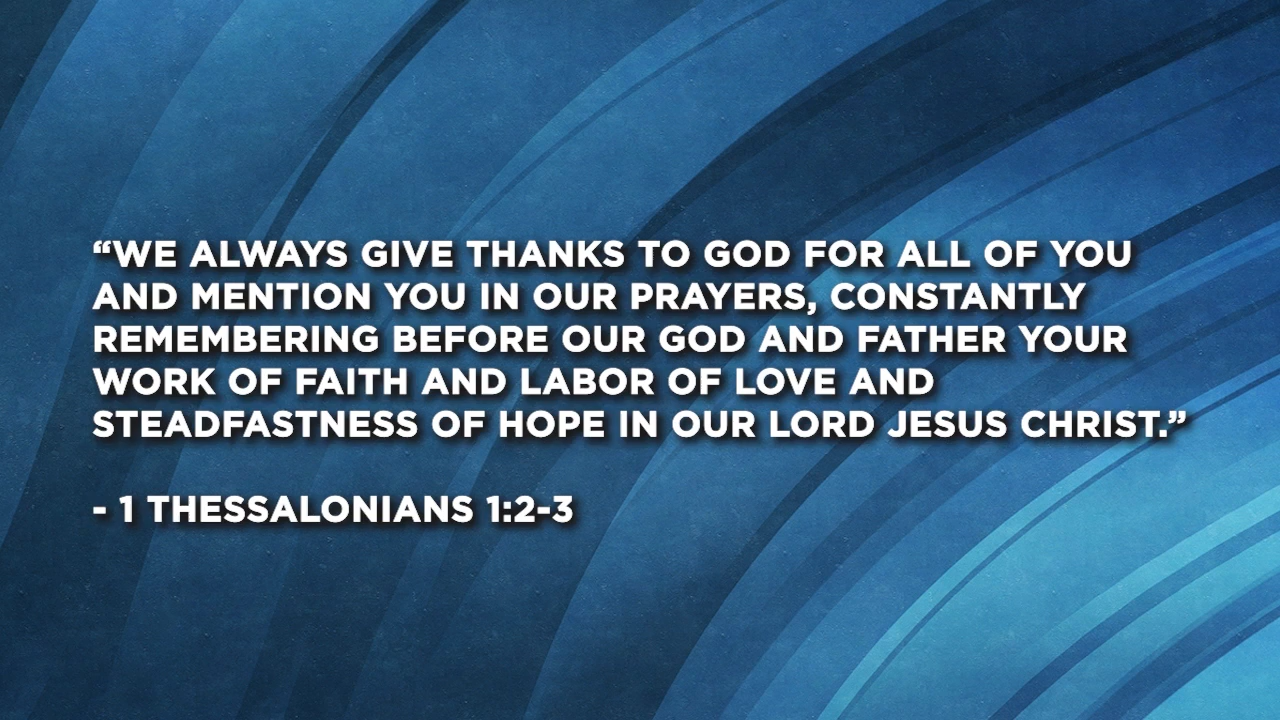 “WE ALWAYS GIVE THANKS TO GOD FOR ALL OF YOU
AND MENTION YOU IN OUR PRAYERS, CONSTANTLY
REMEMBERING BEFORE OUR GOD AND FATHER YOUR
WORK OF FAITH AND LABOR OF LOVE AND
STEADFASTNESS OF HOPE IN OUR LORD JESUS CHRIST.”
- 1 THESSALONIANS 1:2-3